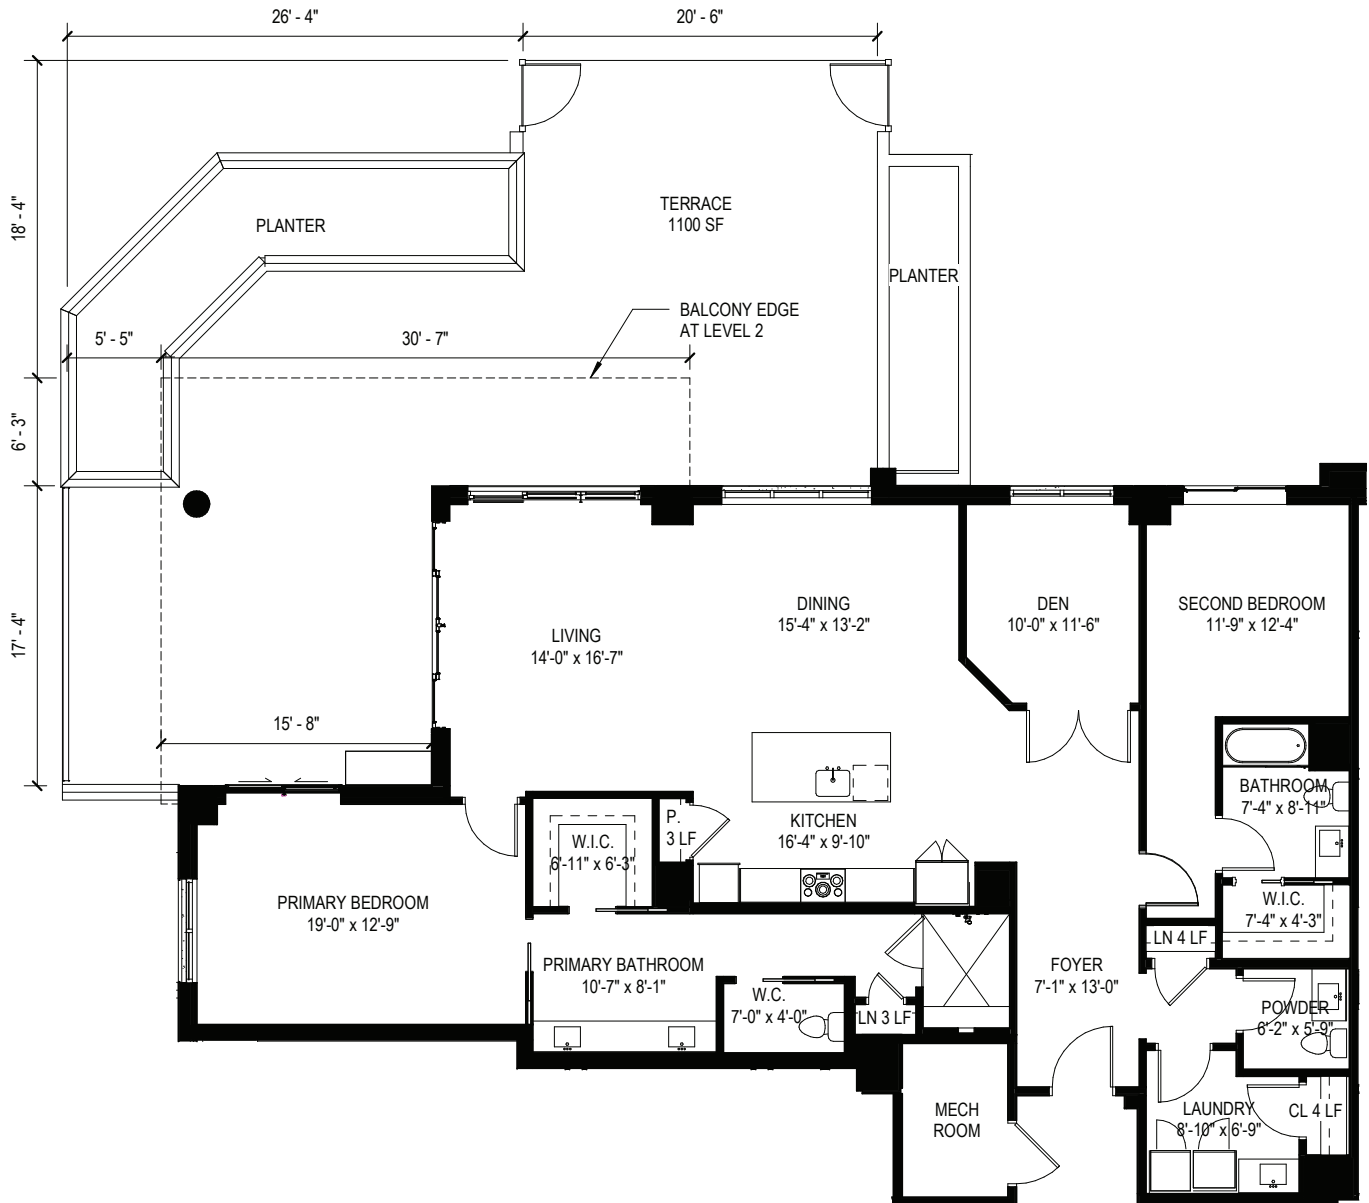 26' - 4"
20' - 6"
18' - 4"
TERRACE
1100 SF
PLANTER
PLANTER
BALCONY EDGE
AT LEVEL 2
5' - 5"
30' - 7"
6' - 3"
17' - 4"
DINING
15'-4" x 13'-2"
DEN
10'-0" x 11'-6"
SECOND BEDROOM
11'-9" x 12'-4"
LIVING
14'-0" x 16'-7"
15' - 8"
BATHROOM
7'-4" x 8'-11"
P.
3 LF
KITCHEN
16'-4" x 9'-10"
W.I.C.
6'-11" x 6'-3"
PRIMARY BEDROOM
19'-0" x 12'-9"
W.I.C.
7'-4" x 4'-3"
LN 4 LF
PRIMARY BATHROOM
10'-7" x 8'-1"
FOYER
7'-1" x 13'-0"
W.C.
7'-0" x 4'-0"
LN 3 LF
POWDER
6'-2" x 5'-9"
MECH
ROOM
LAUNDRY
8'-10" x 6'-9"
CL 4 LF